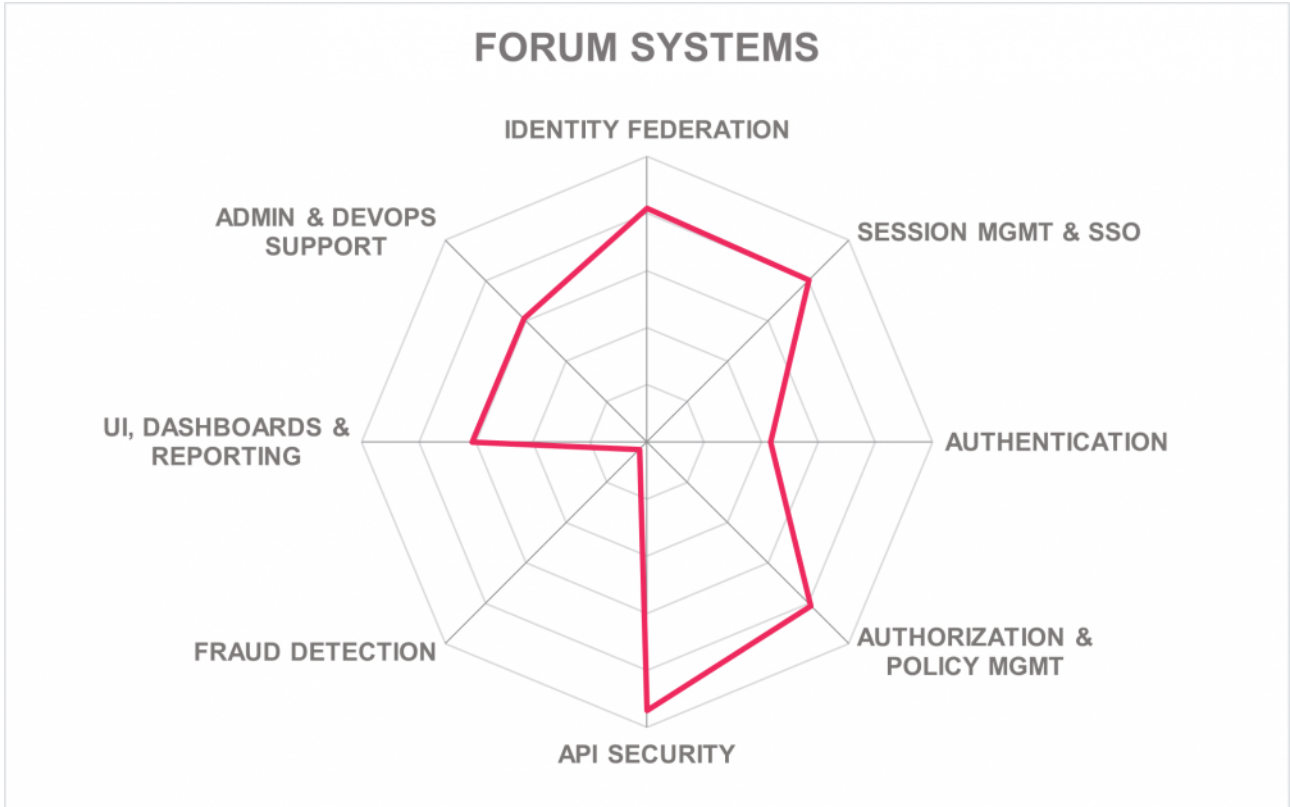 FORUM SYSTEMS
IDENTITY FEDERATION
ADMIN & DEVOPS
SUPPORT
SESSION MGMT & SSO
UI, DASHBOARDS &
REPORTING
AUTHENTICATION
FRAUD DETECTION
AUTHORIZATION &
POLICY MGMT
API SECURITY